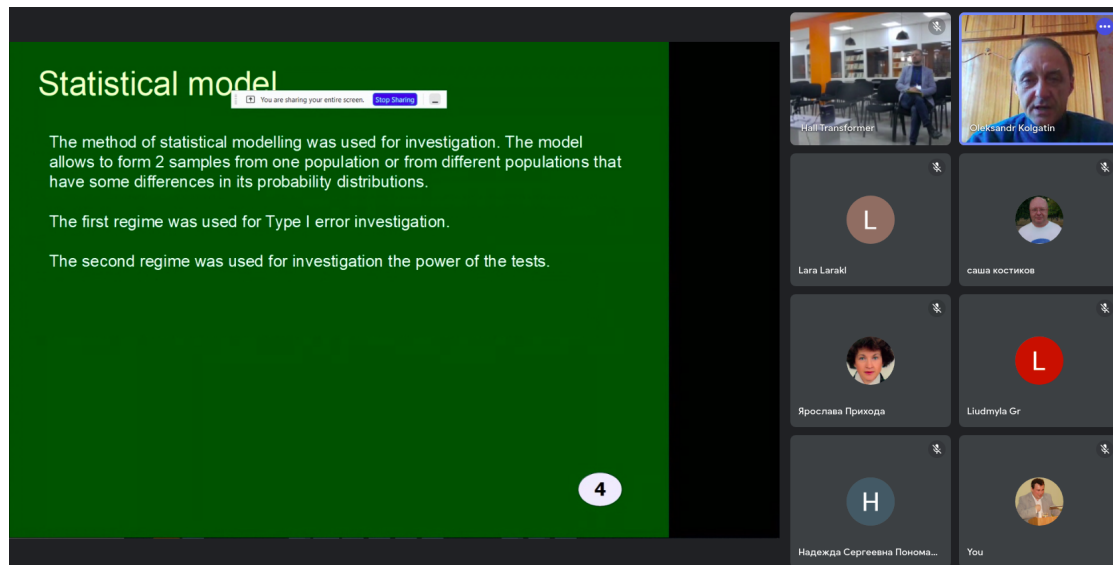 Statistical model
You are sharing your entire screen. Stop Sharing
The method of statistical modelling was used for investigation. The model
allows to form 2 samples from one population or from different populations that
have some differences in its probability distributions.
The first regime was used for Type I error investigation.
The second regime was used for investigation the power of the tests.
4
Hall Transformer
Oleksandr Kolgatin
L
Lara Larakl
саша костиков
Ярослава Прихода
L
Liudmyla Gr
Н
Надежда Сергеевна Понома...
You